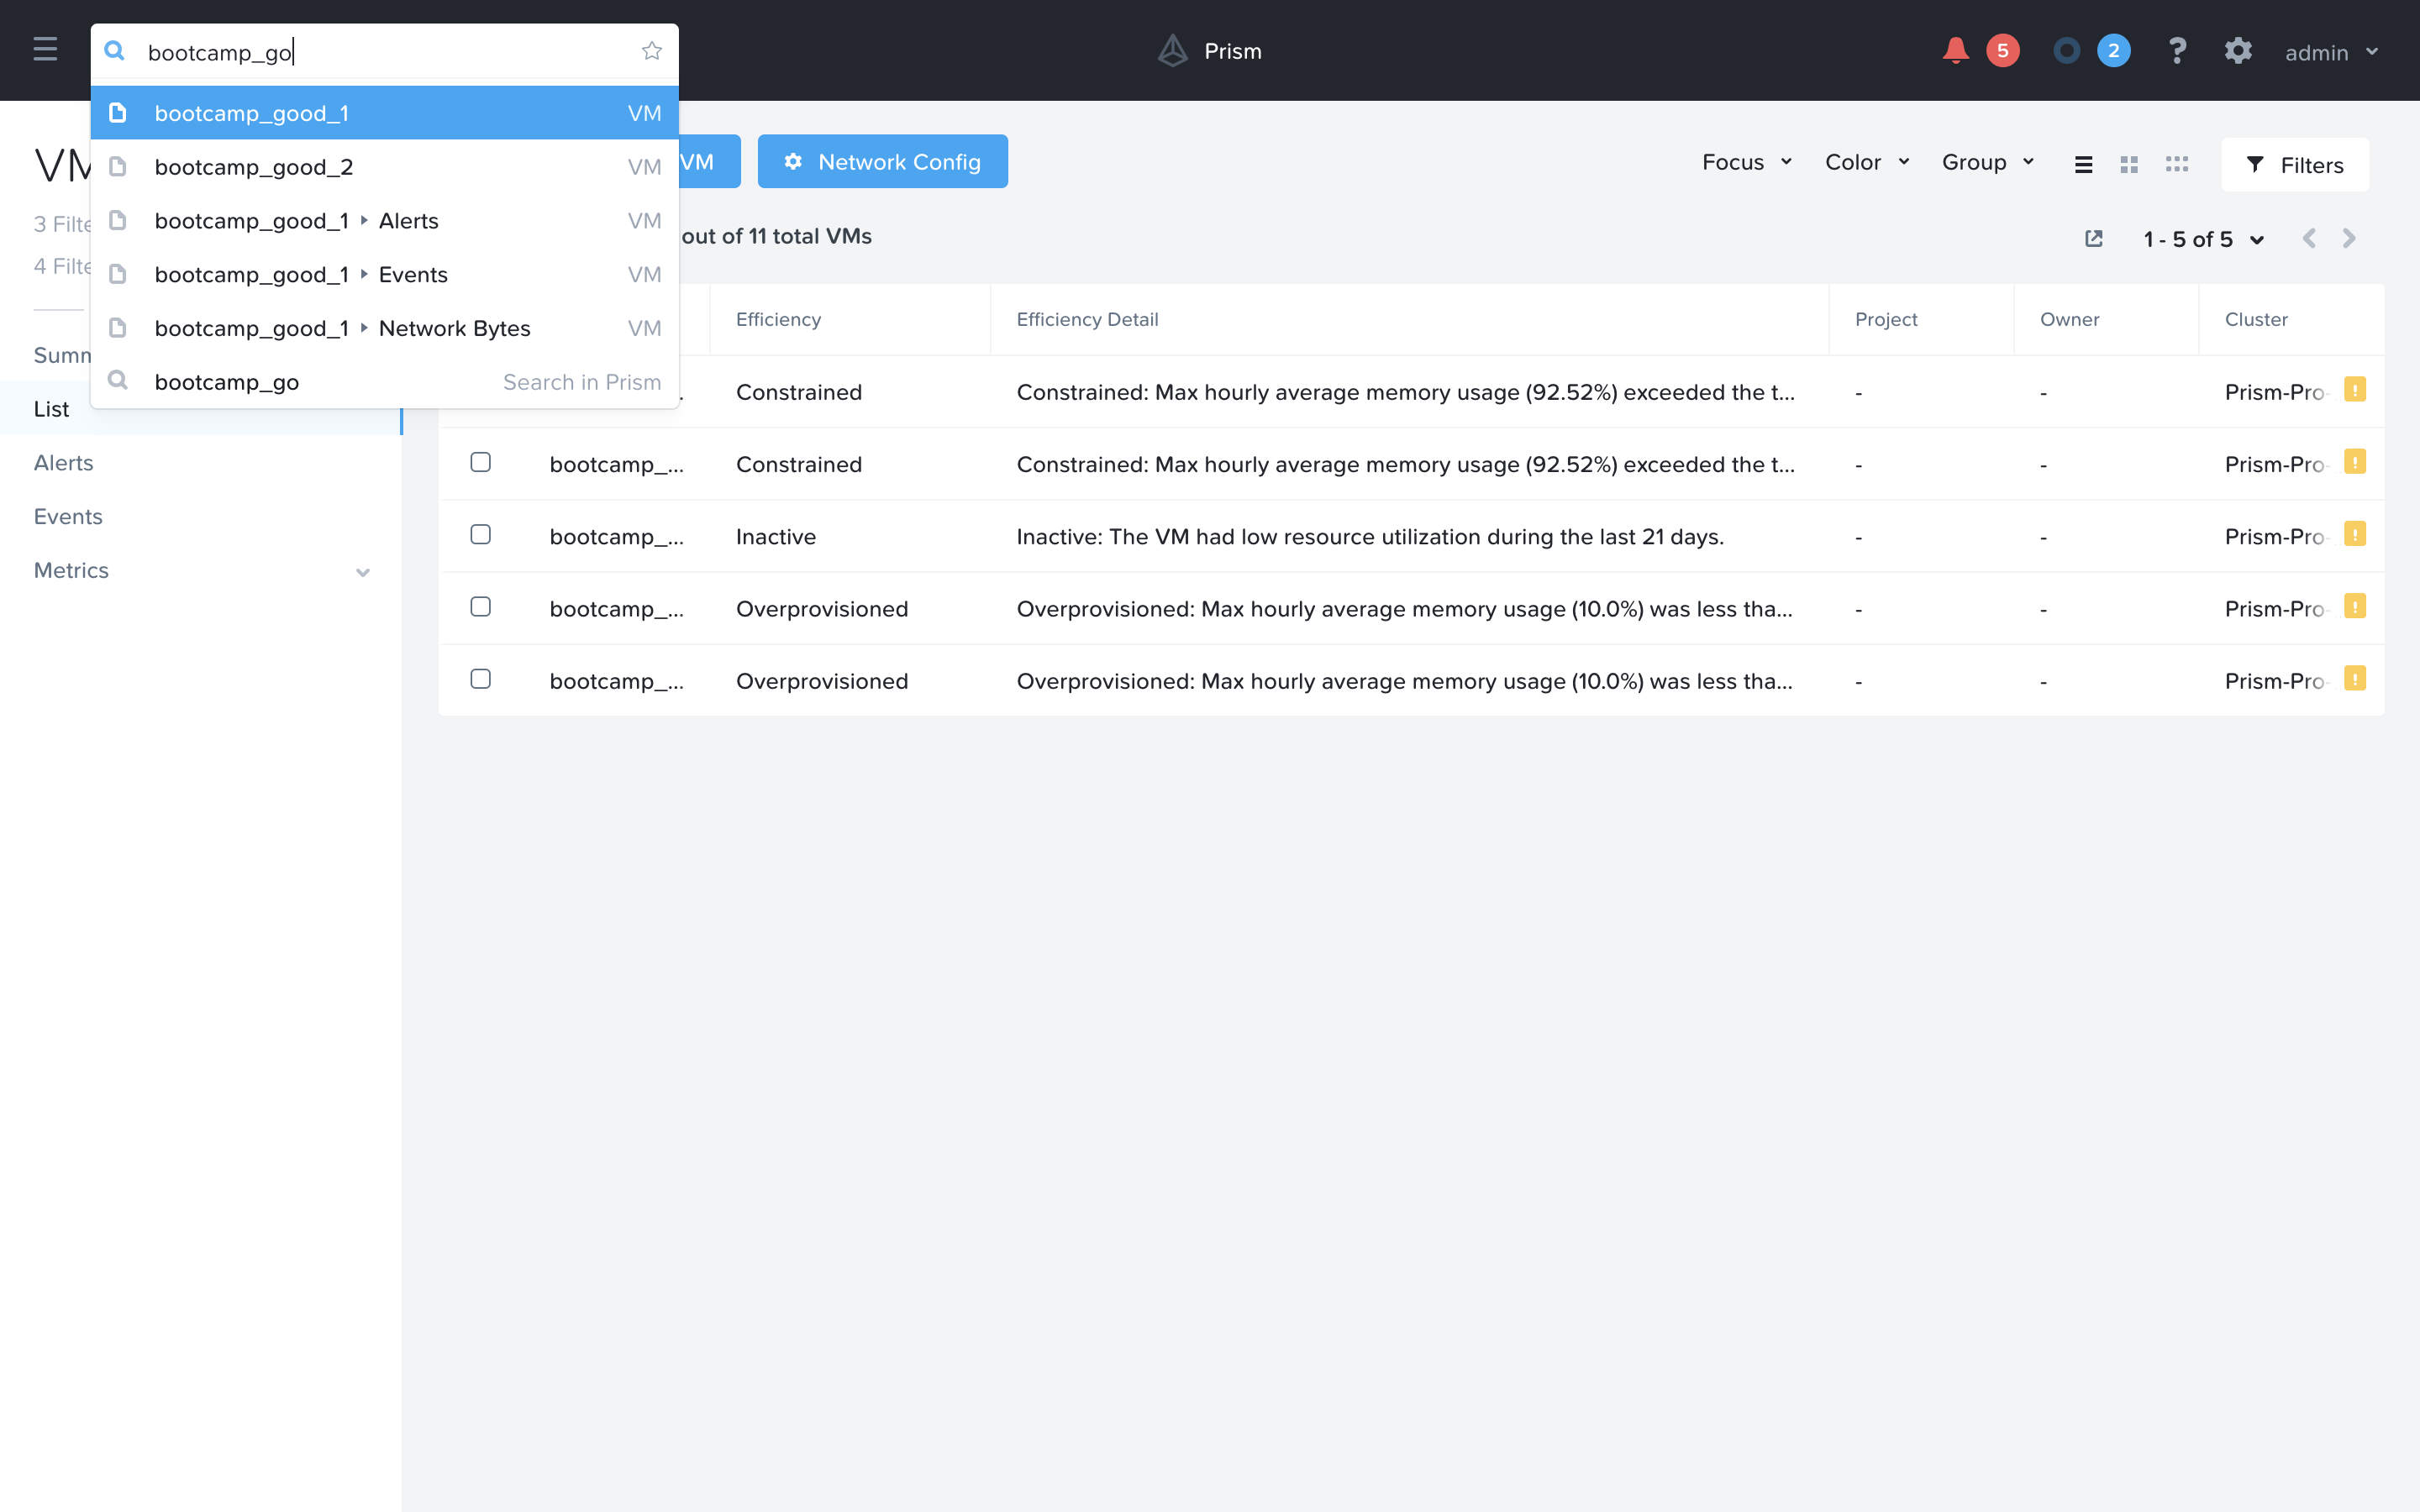 bootcamp_go
Prism
5
2
?
admin
bootcamp_good_1 VM
bootcamp_good_2 VM
bootcamp_good_1 ▸ Alerts VM
bootcamp_good_1 ▸ Events VM
bootcamp_good_1 ▸ Network Bytes VM
bootcamp_go Search in Prism
VM Network Config
Focus Color Group Filters
out of 11 total VMs
1 - 5 of 5
3 Filte
4 Filte
Summ
List
Alerts
Events
Metrics
Efficiency Efficiency Detail Project Owner Cluster
Constrained Constrained: Max hourly average memory usage (92.52%) exceeded the t... - - Prism-Pro-
bootcamp_... Constrained Constrained: Max hourly average memory usage (92.52%) exceeded the t... - - Prism-Pro-
bootcamp_... Inactive Inactive: The VM had low resource utilization during the last 21 days. - - Prism-Pro-
bootcamp_... Overprovisioned Overprovisioned: Max hourly average memory usage (10.0%) was less tha... - - Prism-Pro-
bootcamp_... Overprovisioned Overprovisioned: Max hourly average memory usage (10.0%) was less tha... - - Prism-Pro-